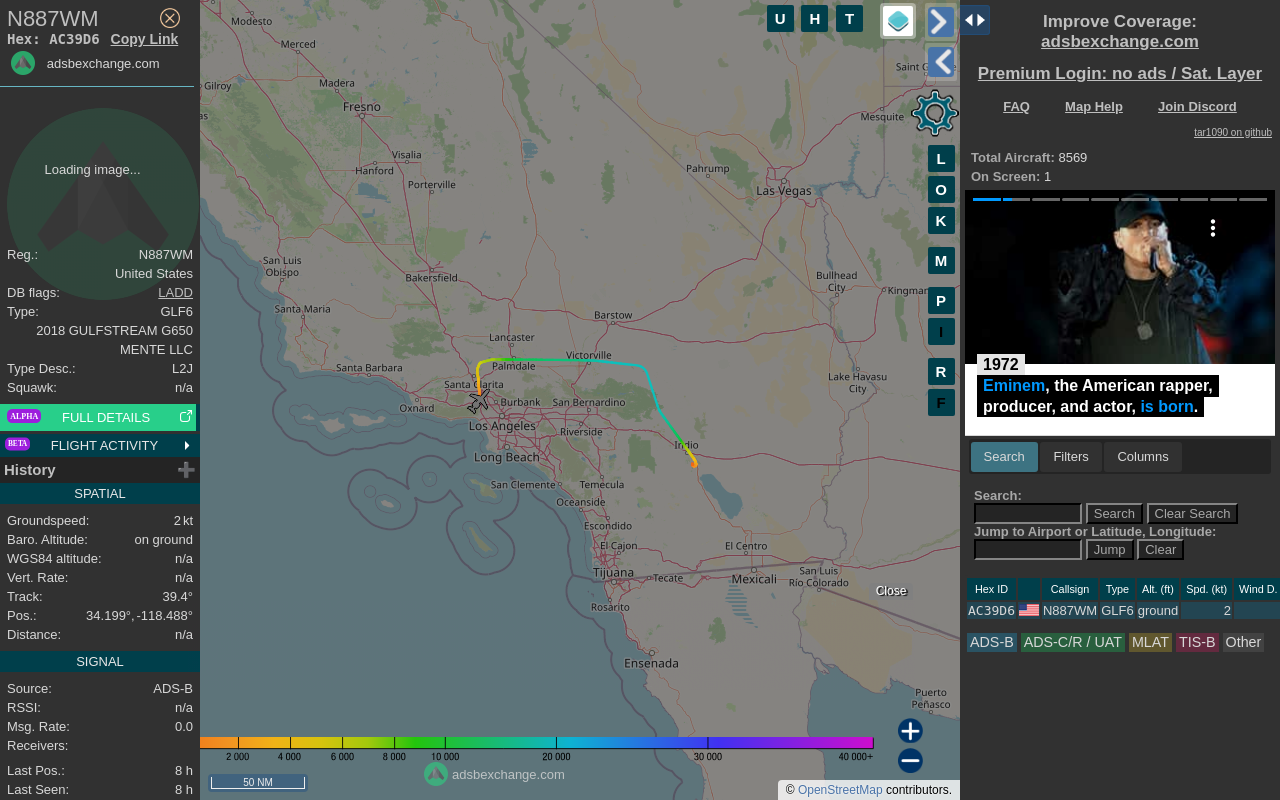 N887WM
Hex: AC39D6 Copy Link
adsbexchange.com
Loading image...
Reg.: N887WM
United States
DB flags: LADD
Type: GLF6
2018 GULFSTREAM G650
MENTE LLC
Type Desc.: L2J
Squawk: n/a
ALPHA FULL DETAILS
BETA FLIGHT ACTIVITY
History
SPATIAL
Groundspeed: 2 kt
Baro. Altitude: on ground
WGS84 altitude: n/a
Vert. Rate: n/a
Track: 39.4°
Pos.: 34.199°, -118.488°
Distance: n/a
SIGNAL
Source: ADS-B
RSSI: n/a
Msg. Rate: 0.0
Receivers:
Last Pos.: 8 h
Last Seen: 8 h
U H T
L
O
K
M
P
I
R
F
Modesto
Merced
Gilroy
Madera
Fresno
Visalia
Hanford
Porterville
Mesquite
Pahrump
Las Vegas
San Luis
Obispo
Bakersfield
Bullhead
City
Kingman
Santa Maria
Barstow
Lancaster
Palmdale
Victorville
Santa Barbara
Santa Clarita
Lake Havasu
City
Oxnard
Burbank
San Bernardino
Los Angeles
Riverside
Indio
Long Beach
San Clemente
Temecula
Oceanside
Escondido
El Cajon
El Centro
Tijuana
Tecate
Mexicali
San Luis
Río Colorado
Rosarito
Ensenada
Puerto
Peñasco
Close
2 000 4 000 6 000 8 000 10 000 20 000 30 000 40 000+
50 NM
adsbexchange.com
© OpenStreetMap contributors.
Improve Coverage:
adsbexchange.com
Premium Login: no ads / Sat. Layer
FAQ Map Help Join Discord
tar1090 on github
Total Aircraft: 8569
On Screen: 1
1972
Eminem, the American rapper,
producer, and actor, is born.
Search Filters Columns
Search:
Search Clear Search
Jump to Airport or Latitude, Longitude:
Jump Clear
Hex ID Callsign Type Alt. (ft) Spd. (kt) Wind D.
AC39D6 N887WM GLF6 ground 2
ADS-B ADS-C/R / UAT MLAT TIS-B Other